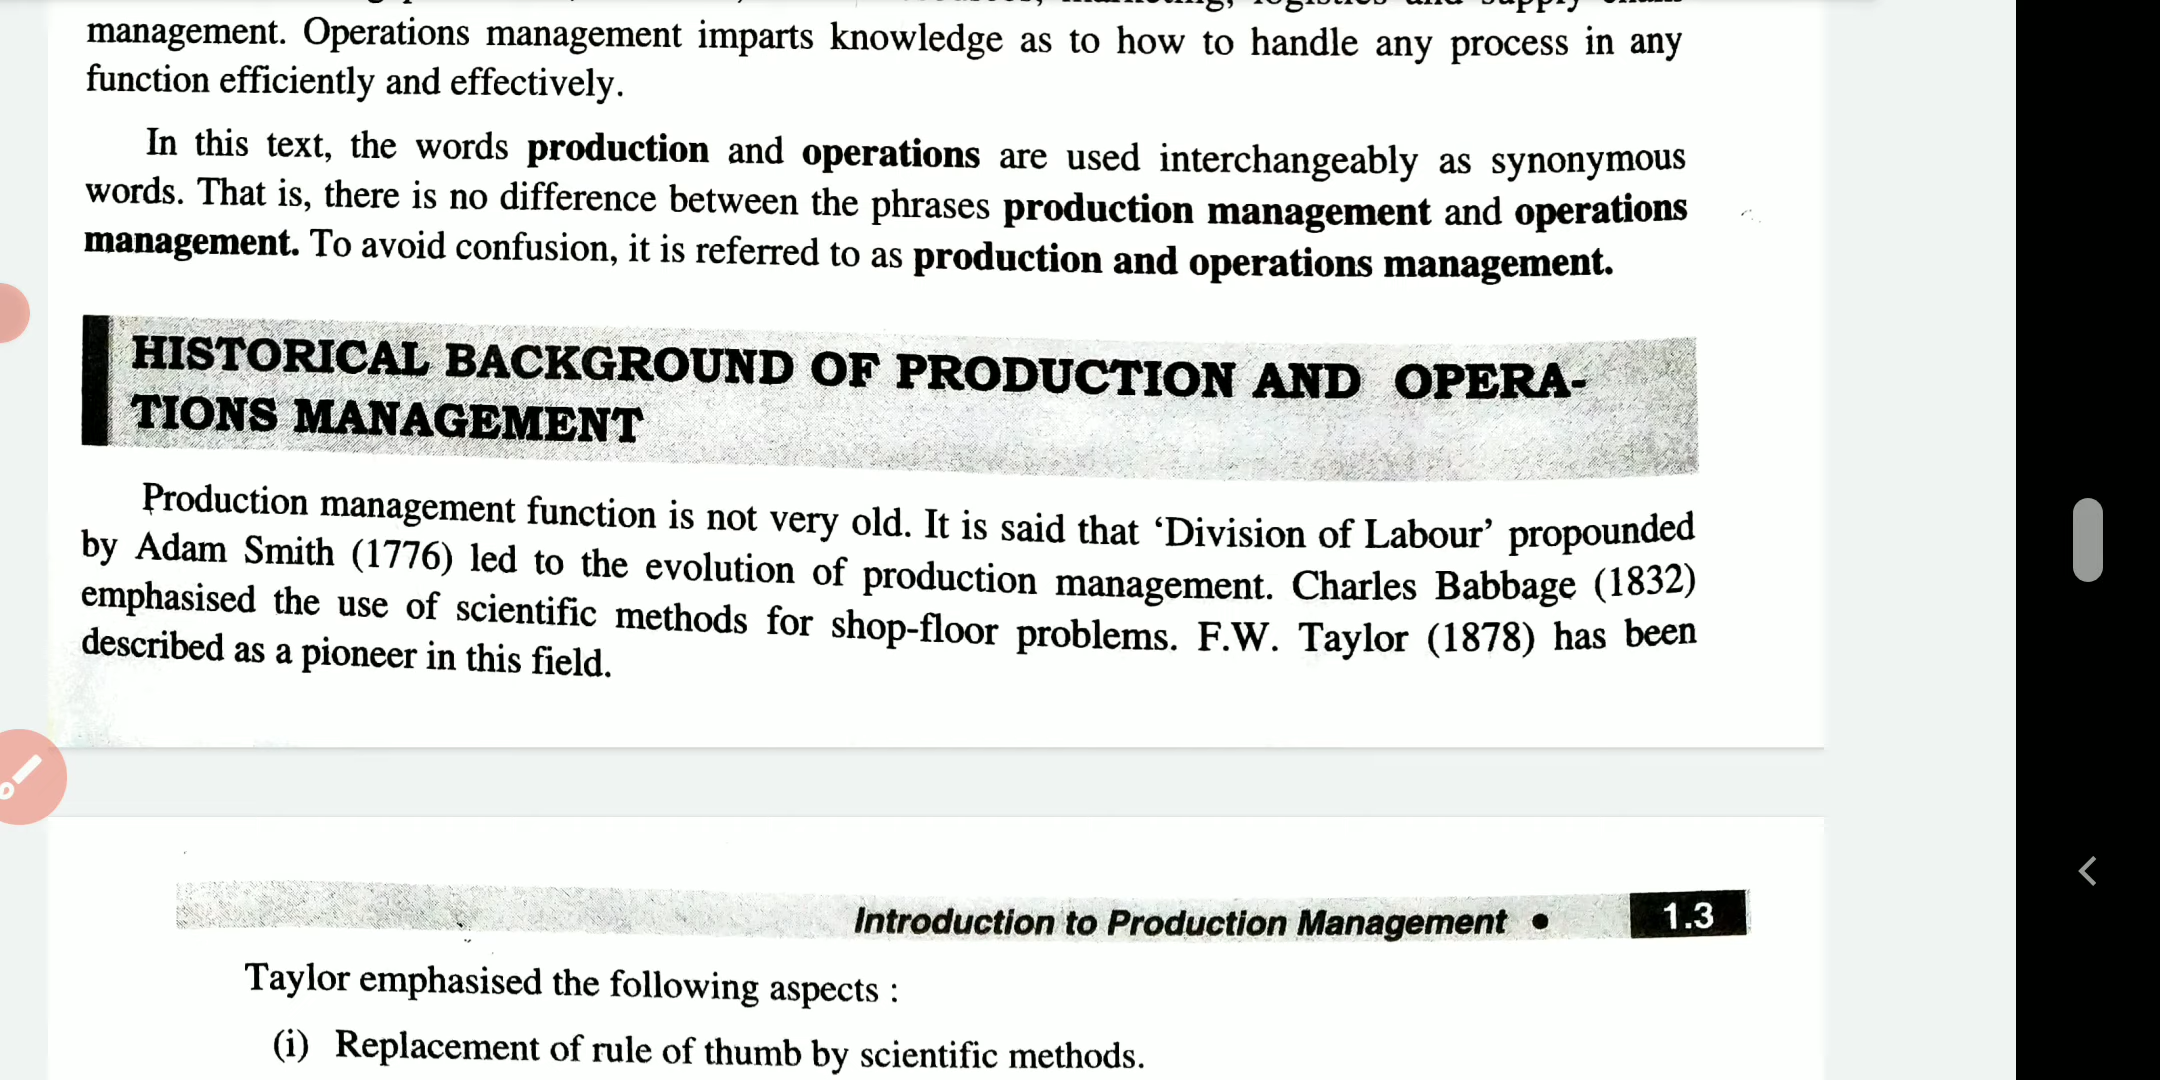 management. Operations management imparts knowledge as to how to handle any process in any
function efficiently and effectively.
In this text, the words production and operations are used interchangeably as synonymous
words. That is, there is no difference between the phrases production management and operations
management. To avoid confusion, it is referred to as production and operations management.
HISTORICAL BACKGROUND OF PRODUCTION AND OPERA-
TIONS MANAGEMENT
Production management function is not very old. It is said that ‘Division of Labour’ propounded
by Adam Smith (1776) led to the evolution of production management. Charles Babbage (1832)
emphasised the use of scientific methods for shop-floor problems. F.W. Taylor (1878) has been
described as a pioneer in this field.
Introduction to Production Management • 1.3
Taylor emphasised the following aspects :
(i) Replacement of rule of thumb by scientific methods.